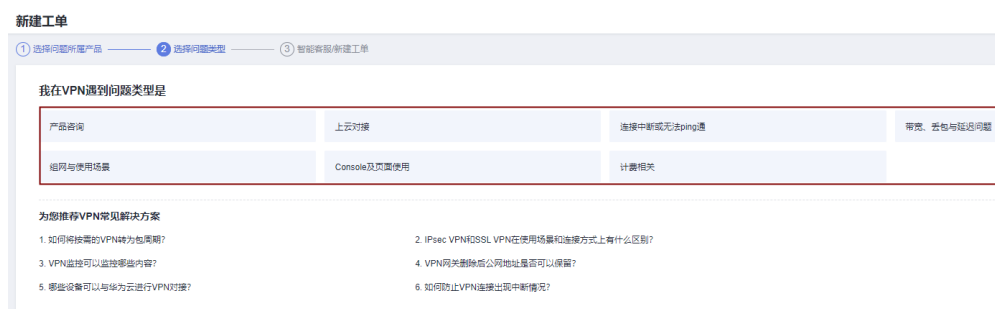 新建工单
1 选择问题所属产品 2 选择问题类型 3 智能客服/新建工单
我在VPN遇到问题类型是
产品咨询 上云对接 连接中断或无法ping通 带宽、丢包与延迟问题
组网与使用场景 Console及页面使用 计费相关
为您推荐VPN常见解决方案
1. 如何将按需的VPN转为包周期? 2. IPsec VPN和SSL VPN在使用场景和连接方式上有什么区别?
3. VPN监控可以监控哪些内容? 4. VPN网关删除后公网地址是否可以保留?
5. 哪些设备可以与华为云进行VPN对接? 6. 如何防止VPN连接出现中断情况?